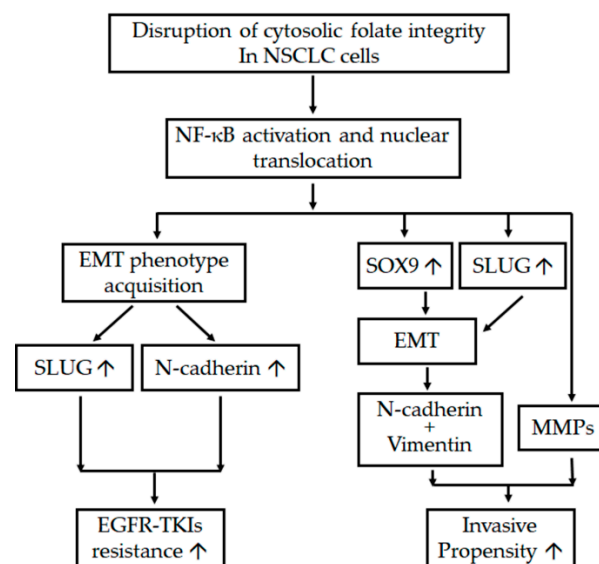 Disruption of cytosolic folate integrity
In NSCLC cells
NF-κB activation and nuclear
translocation
EMT phenotype
acquisition
SOX9 ↑
SLUG ↑
SLUG ↑
N-cadherin ↑
EMT
N-cadherin
+
Vimentin
MMPs
EGFR-TKIs
resistance ↑
Invasive
Propensity ↑